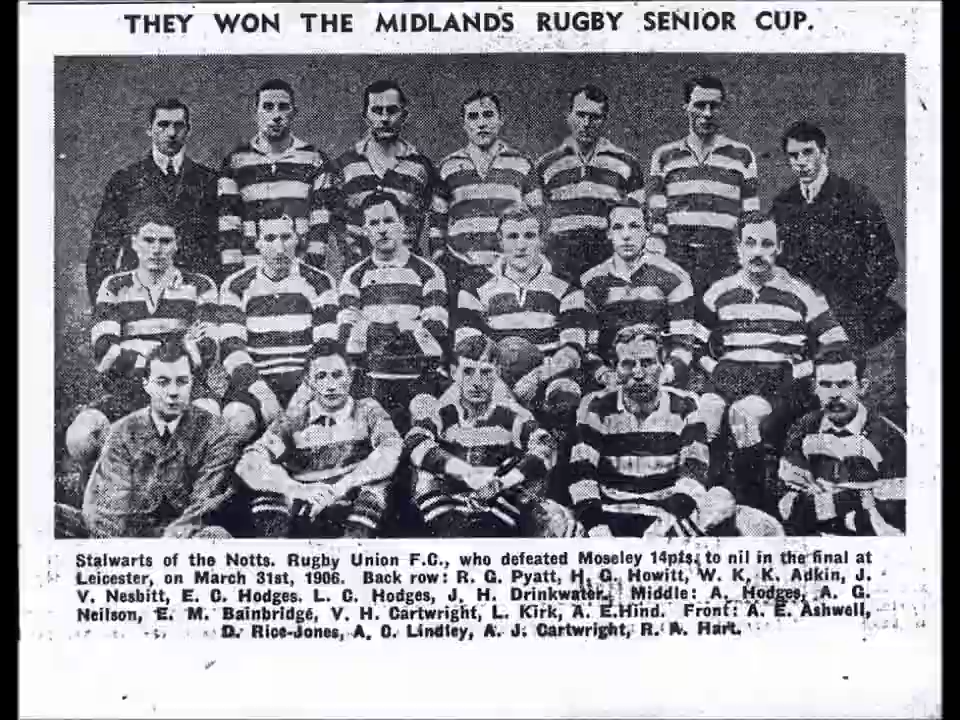 THEY WON THE MIDLANDS RUGBY SENIOR CUP.
Stalwarts of the Notts. Rugby Union F.C., who defeated Moseley 14pts. to nil in the final at
Leicester, on March 31st, 1906. Back row: R. G. Pyatt, H. G. Howitt, W. K. K. Adkin, J.
V. Nesbitt, E. C. Hodges. L. C. Hodges, J. H. Drinkwater. Middle: A. Hodges, A. G.
Neilson, E. M. Bainbridge, V. H. Cartwright, L. Kirk, A. E. Hind. Front: A. E. Ashwell,
D. Rice-Jones, A. C. Lindley, A. J. Cartwright, R. A. Hart.